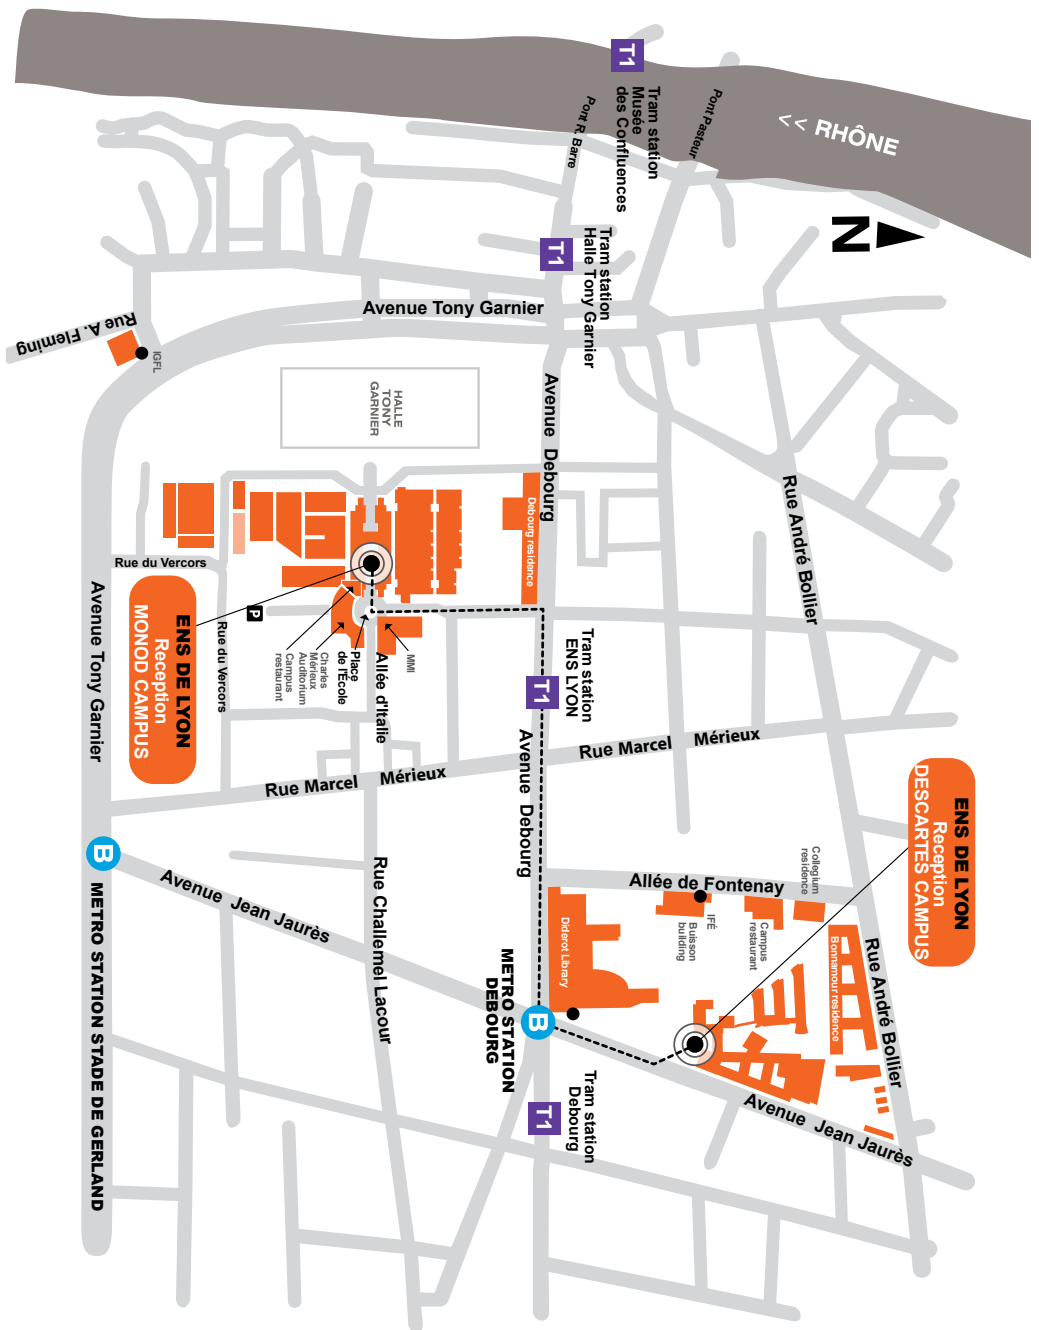 << RHÔNE
N
T1
Tram station
Musée
des Confluences
Pont Pasteur
Pont R. Barre
T1
Tram station
Halle Tony Garnier
Avenue Tony Garnier
Rue A. Fleming
IGFL
HALLE
TONY
GARNIER
Avenue Debourg
Debourg residence
Rue André Bollier
Rue du Vercors
Avenue Tony Garnier
ENS DE LYON
Reception
MONOD CAMPUS
P
Rue du Vercors
MMI
Allée d'Italie
Place
de l'École
Charles
Mérieux
Auditorium
Campus
restaurant
Tram station
ENS LYON
T1
Avenue Debourg
Rue Marcel Mérieux
Rue Marcel Mérieux
ENS DE LYON
Reception
DESCARTES CAMPUS
B
METRO STATION STADE DE GERLAND
Avenue Jean Jaurès
Rue Challemel Lacour
Allée de Fontenay
Collegium
residence
Campus
restaurant
IFÉ
Buisson
building
Diderot Library
Bonnamour residence
Rue André Bollier
METRO STATION
DEBOURG
B
T1
Tram station
Debourg
Avenue Jean Jaurès